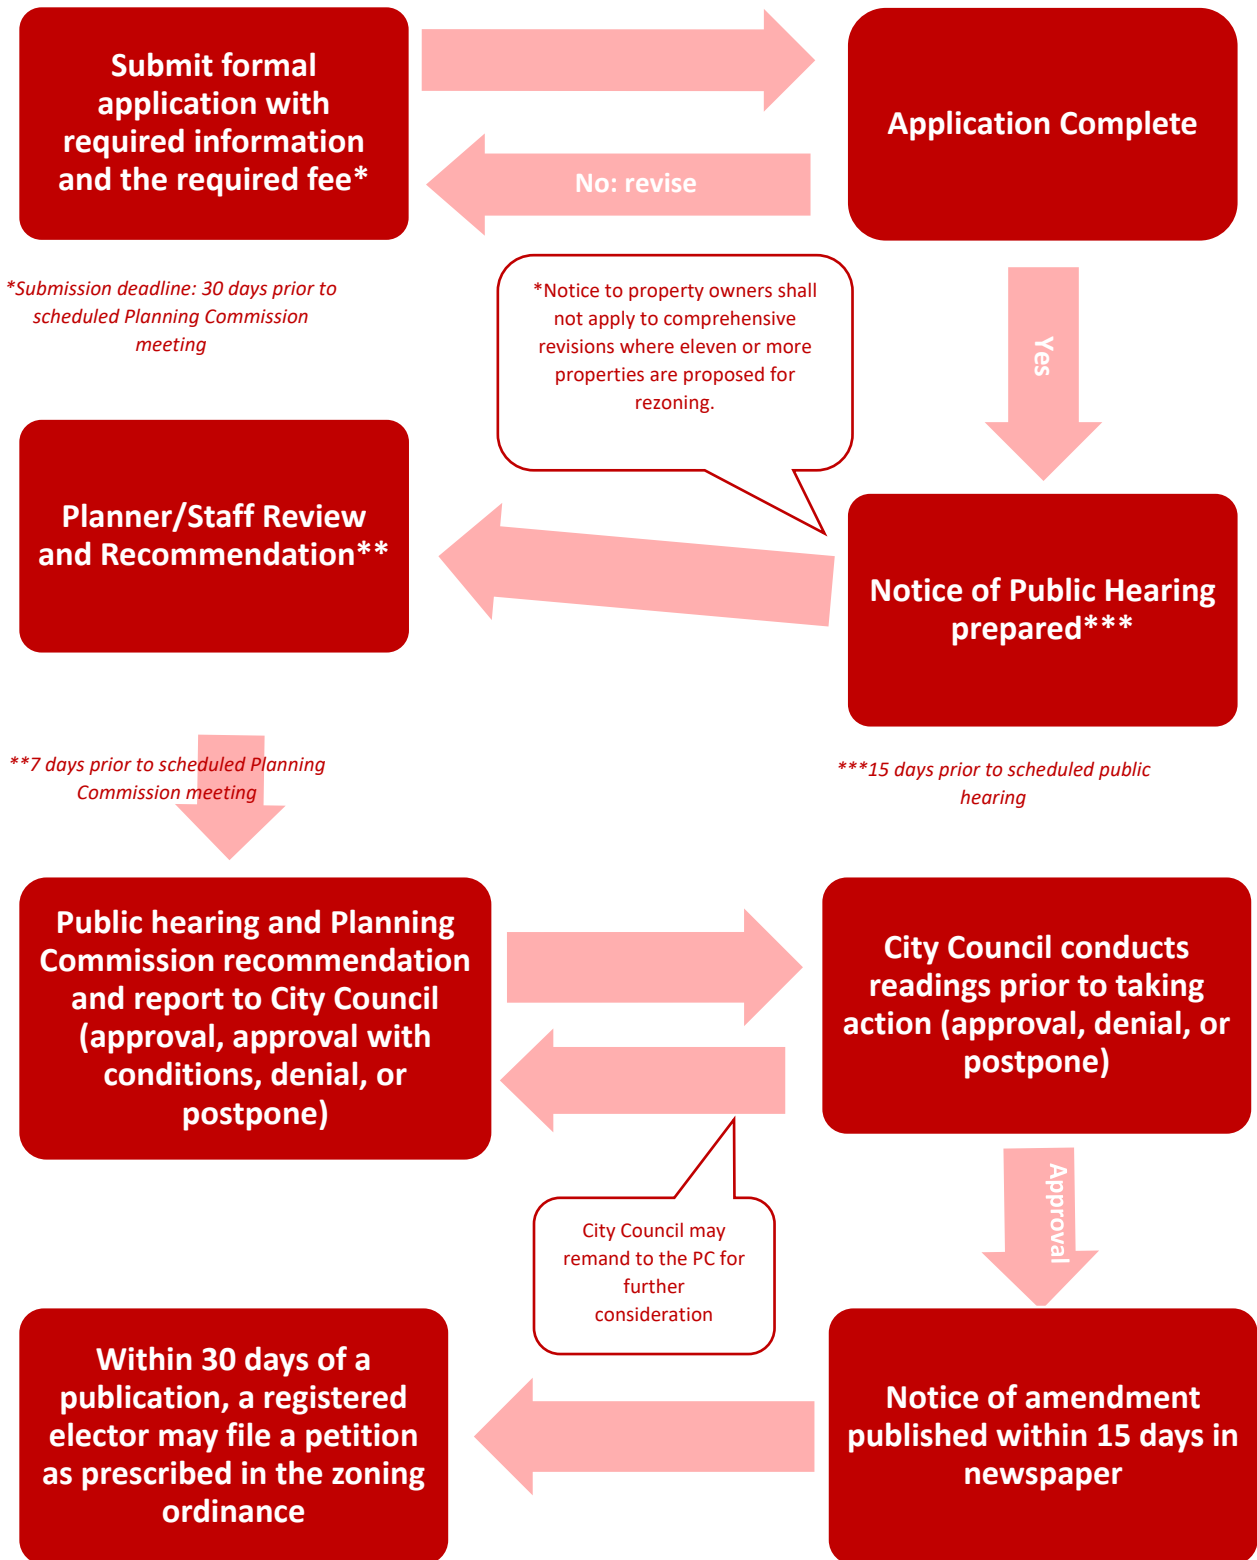 Submit formal
application with
required information
and the required fee*
Application Complete
No: revise
*Submission deadline: 30 days prior to
scheduled Planning Commission
meeting
*Notice to property owners shall
not apply to comprehensive
revisions where eleven or more
properties are proposed for
rezoning.
Yes
Planner/Staff Review
and Recommendation**
Notice of Public Hearing
prepared***
**7 days prior to scheduled Planning
Commission meeting
***15 days prior to scheduled public
hearing
Public hearing and Planning
Commission recommendation
and report to City Council
(approval, approval with
conditions, denial, or
postpone)
City Council conducts
readings prior to taking
action (approval, denial, or
postpone)
City Council may
remand to the PC for
further
consideration
Approval
Within 30 days of a
publication, a registered
elector may file a petition
as prescribed in the zoning
ordinance
Notice of amendment
published within 15 days in
newspaper